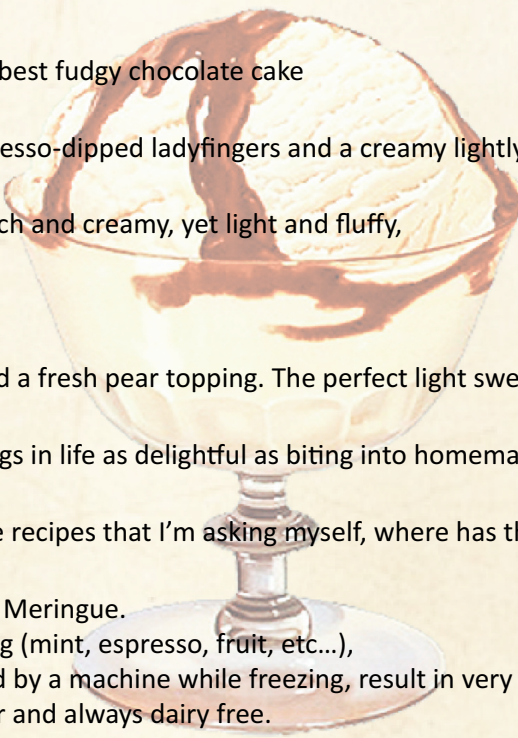 best fudgy chocolate cake
esso-dipped ladyfingers and a creamy lightly
ch and creamy, yet light and fluffy,
d a fresh pear topping. The perfect light swe
gs in life as delightful as biting into homema
e recipes that I'm asking myself, where has th
Meringue.
g (mint, espresso, fruit, etc...),
d by a machine while freezing, result in very
r and always dairy free.